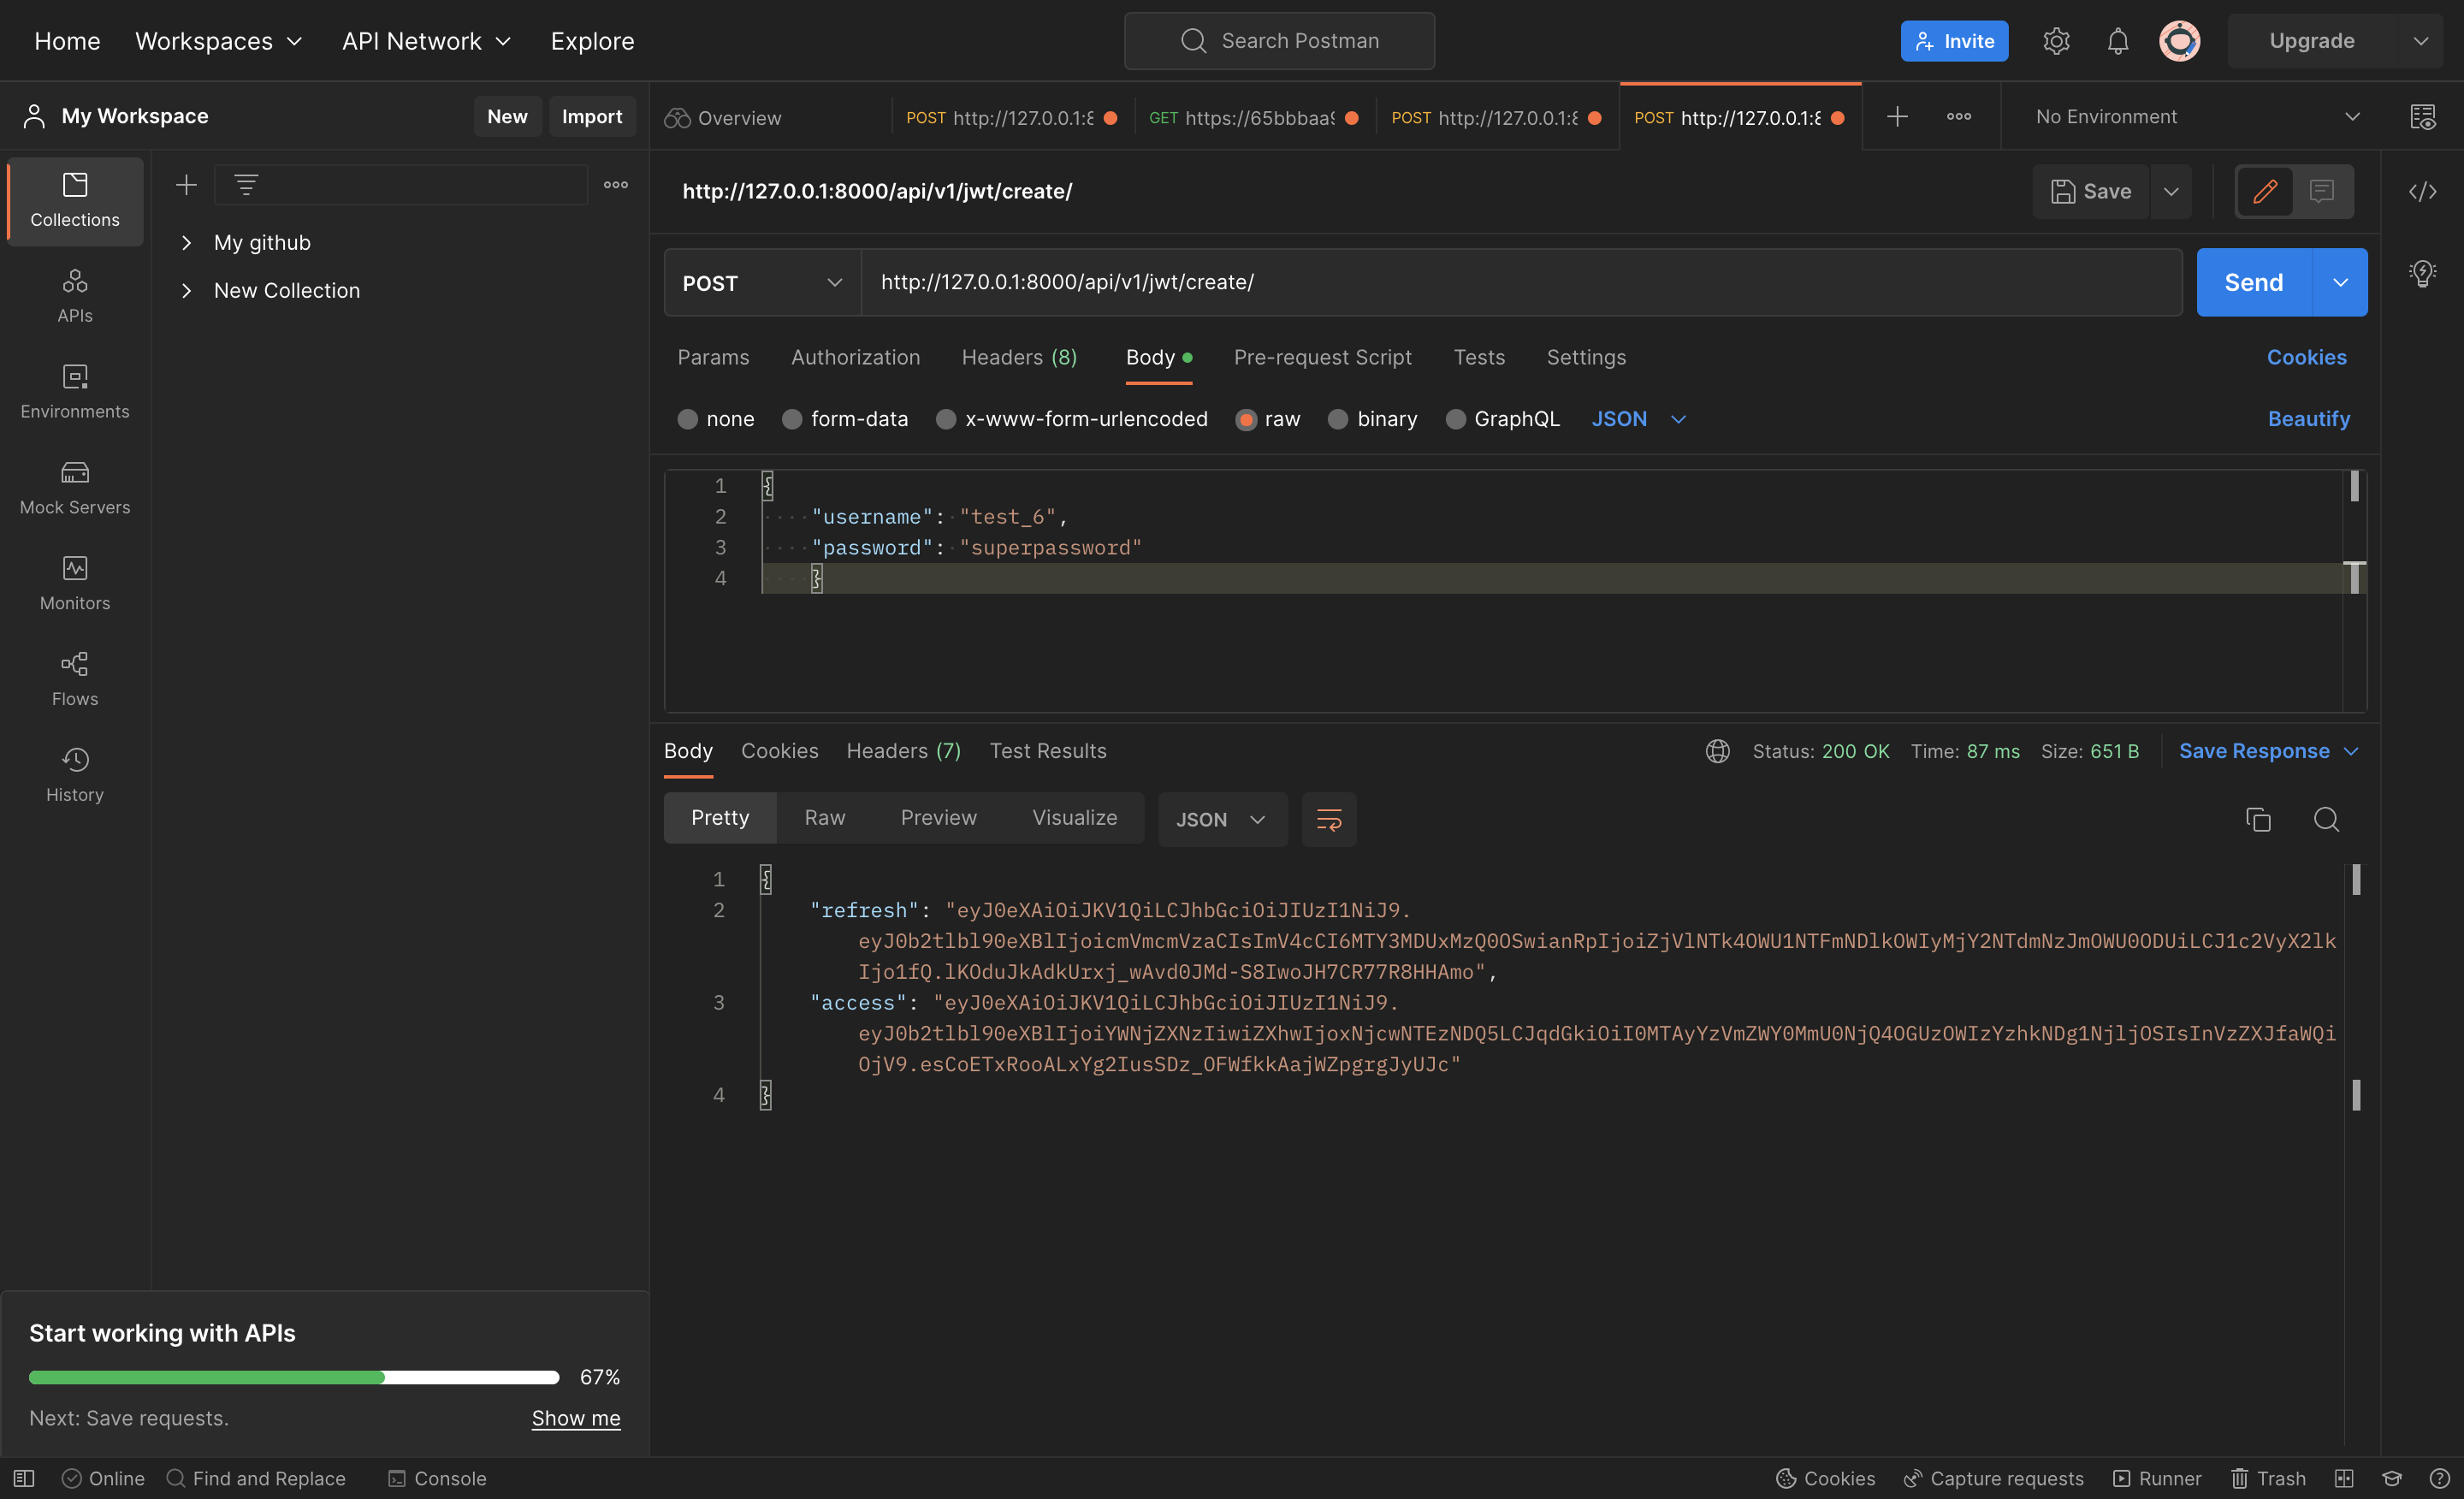 Home Workspaces API Network Explore Search Postman Invite Upgrade
My Workspace New Import
Overview POST http://127.0.0.1:8 GET https://65bbbaa9 POST http://127.0.0.1:8 POST http://127.0.0.1:8 No Environment
Collections
APIs
Environments
Mock Servers
Monitors
Flows
History
My github
New Collection
http://127.0.0.1:8000/api/v1/jwt/create/ Save
POST http://127.0.0.1:8000/api/v1/jwt/create/ Send
Params Authorization Headers (8) Body Pre-request Script Tests Settings Cookies
none form-data x-www-form-urlencoded raw binary GraphQL JSON Beautify
1 {
2 "username": "test_6",
3 "password": "superpassword"
4 }
Body Cookies Headers (7) Test Results Status: 200 OK Time: 87 ms Size: 651 B Save Response
Pretty Raw Preview Visualize JSON
1 {
2 "refresh": "eyJ0eXAiOiJKV1QiLCJhbGciOiJIUzI1NiJ9.
eyJ0b2tlbl90eXBlIjoicmVmcmVzaCIsImV4cCI6MTY3MDUxMzQ0OSwianRpIjoiZjVlNTk4OWU1NTFmNDlkOWIyMjY2NTdmNzJmOWU0ODUiLCJ1c2VyX2lk
Ijo1fQ.lKOduJkAdkUrxj_wAvd0JMd-S8IwoJH7CR77R8HHAmo",
3 "access": "eyJ0eXAiOiJKV1QiLCJhbGciOiJIUzI1NiJ9.
eyJ0b2tlbl90eXBlIjoiYWNjZXNzIiwiZXhwIjoxNjcwNTEzNDQ5LCJqdGkiOiI0MTAyYzVmZWY0MmU0NjQ4OGUzOWIzYzhkNDg1NjljOSIsInVzZXJfaWQi
OjV9.esCoETxRooALxYg2IusSDz_OFWfkkAajWZpgrgJyUJc"
4 }
Start working with APIs
67%
Next: Save requests. Show me
Online Find and Replace Console Cookies Capture requests Runner Trash